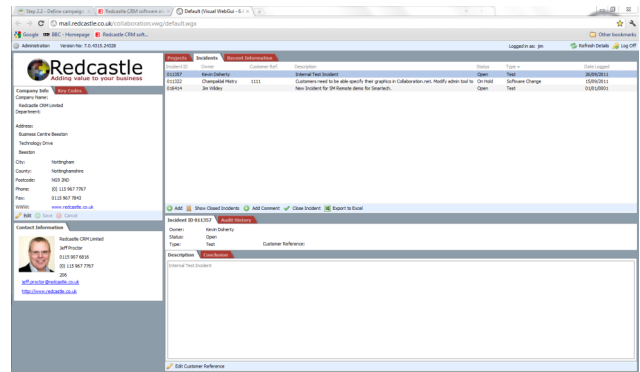 Step 2.2 - Define campaign
Redcastle CRM software
Default (Visual WebGui - 6.
mail.redcastle.co.uk/collaboration.vwg/default.wgx
Google BBC - Homepage Redcastle CRM soft... Other bookmarks
Administration Version No: 7.0.4315.24328 Logged in as: jim Refresh Details Log Off
Redcastle
Adding value to your business
Projects Incidents Recent Information
Incident ID Owner Customer Ref. Description Status Type Date Logged
011357 Kevin Doherty Internal Test Incident Open Test 20/09/2011
011322 Champaklal Mistry 1111 Customers need to be able specify their graphics in Collaboration.net. Modify admin tool to On Hold Software Change 15/09/2011
016414 Jim Wildey New Incident for SM Remote demo for Smartech. Open Test 01/01/0001
Company Info Key Codes
Company Name:
Redcastle CRM Limited
Department:
Address:
Business Centre Beeston
Technology Drive
Beeston
City: Nottingham
County: Nottinghamshire
Postcode: NG9 2ND
Phone: (0) 115 967 7767
Fax: 0115 967 7843
WWW: www.redcastle.co.uk
Edit Save Cancel
Add Show Closed Incidents Add Comment Close Incident Export to Excel
Contact Information
Redcastle CRM Limited
Jeff Proctor
0115 907 6816
(0) 115 967 7767
206
jeff.proctor@redcastle.co.uk
http://www.redcastle.co.uk
Incident ID-011357 Audit History
Owner: Kevin Doherty
Status: Open
Type: Test Customer Reference:
Description Conclusion
Internal Test Incident
Edit Customer Reference